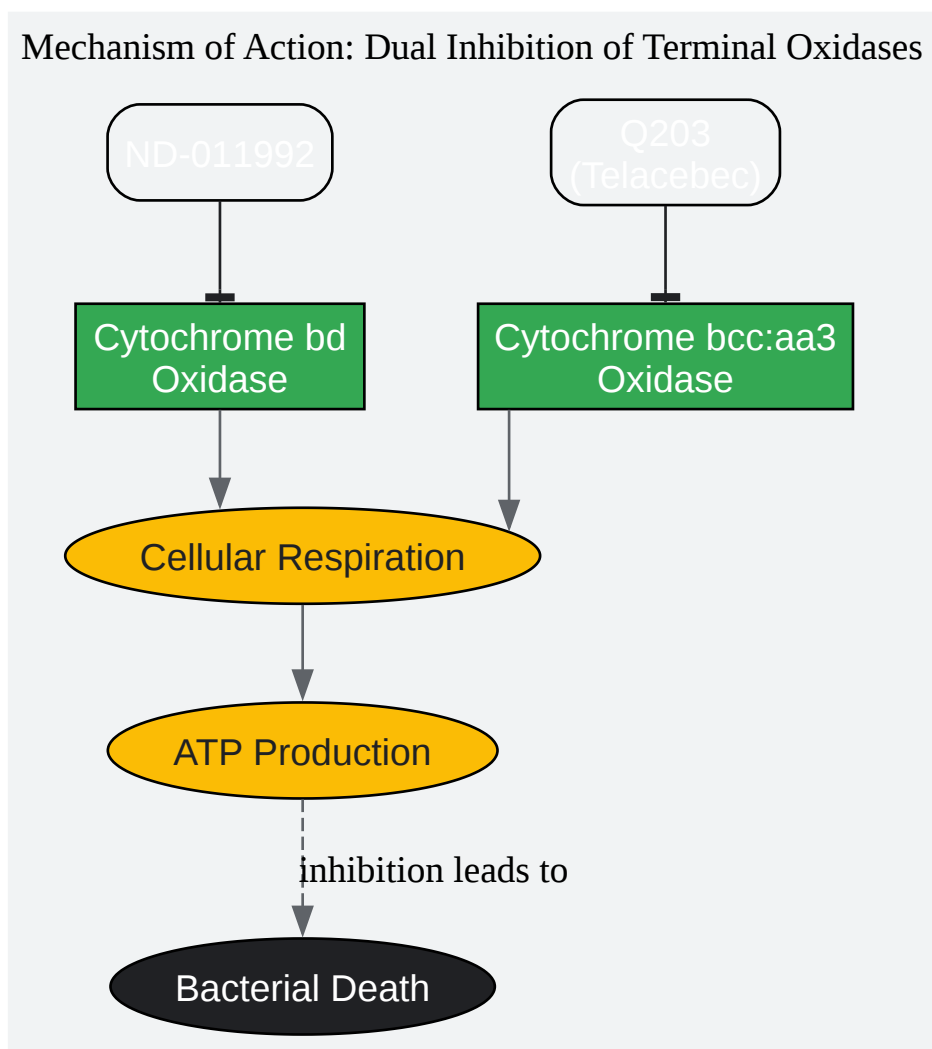 Mechanism of Action: Dual Inhibition of Terminal Oxidases
ND-011992
Q203
(Telacebec)
Cytochrome bd
Oxidase
Cytochrome bcc:aa3
Oxidase
Cellular Respiration
ATP Production
inhibition leads to
Bacterial Death